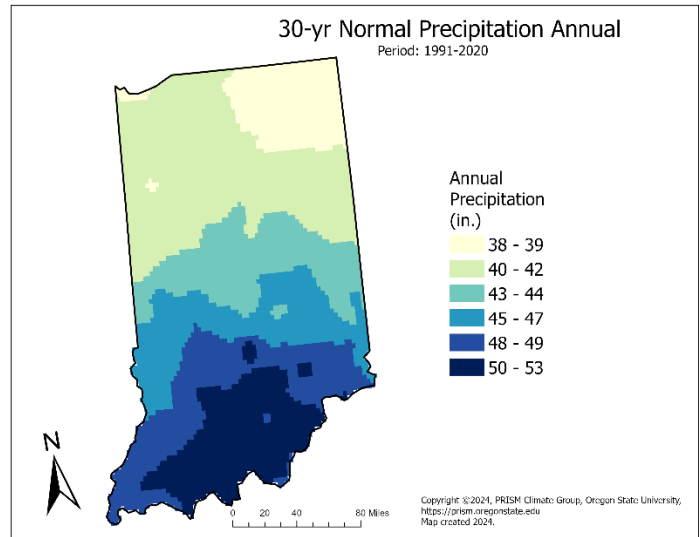 30-yr Normal Precipitation Annual
Period: 1991-2020
Annual
Precipitation
(in.)
38 - 39
40 - 42
43 - 44
45 - 47
48 - 49
50 - 53
N
0 20 40 80 Miles
Copyright ©2024, PRISM Climate Group, Oregon State University,
https://prism.oregonstate.edu
Map created 2024.